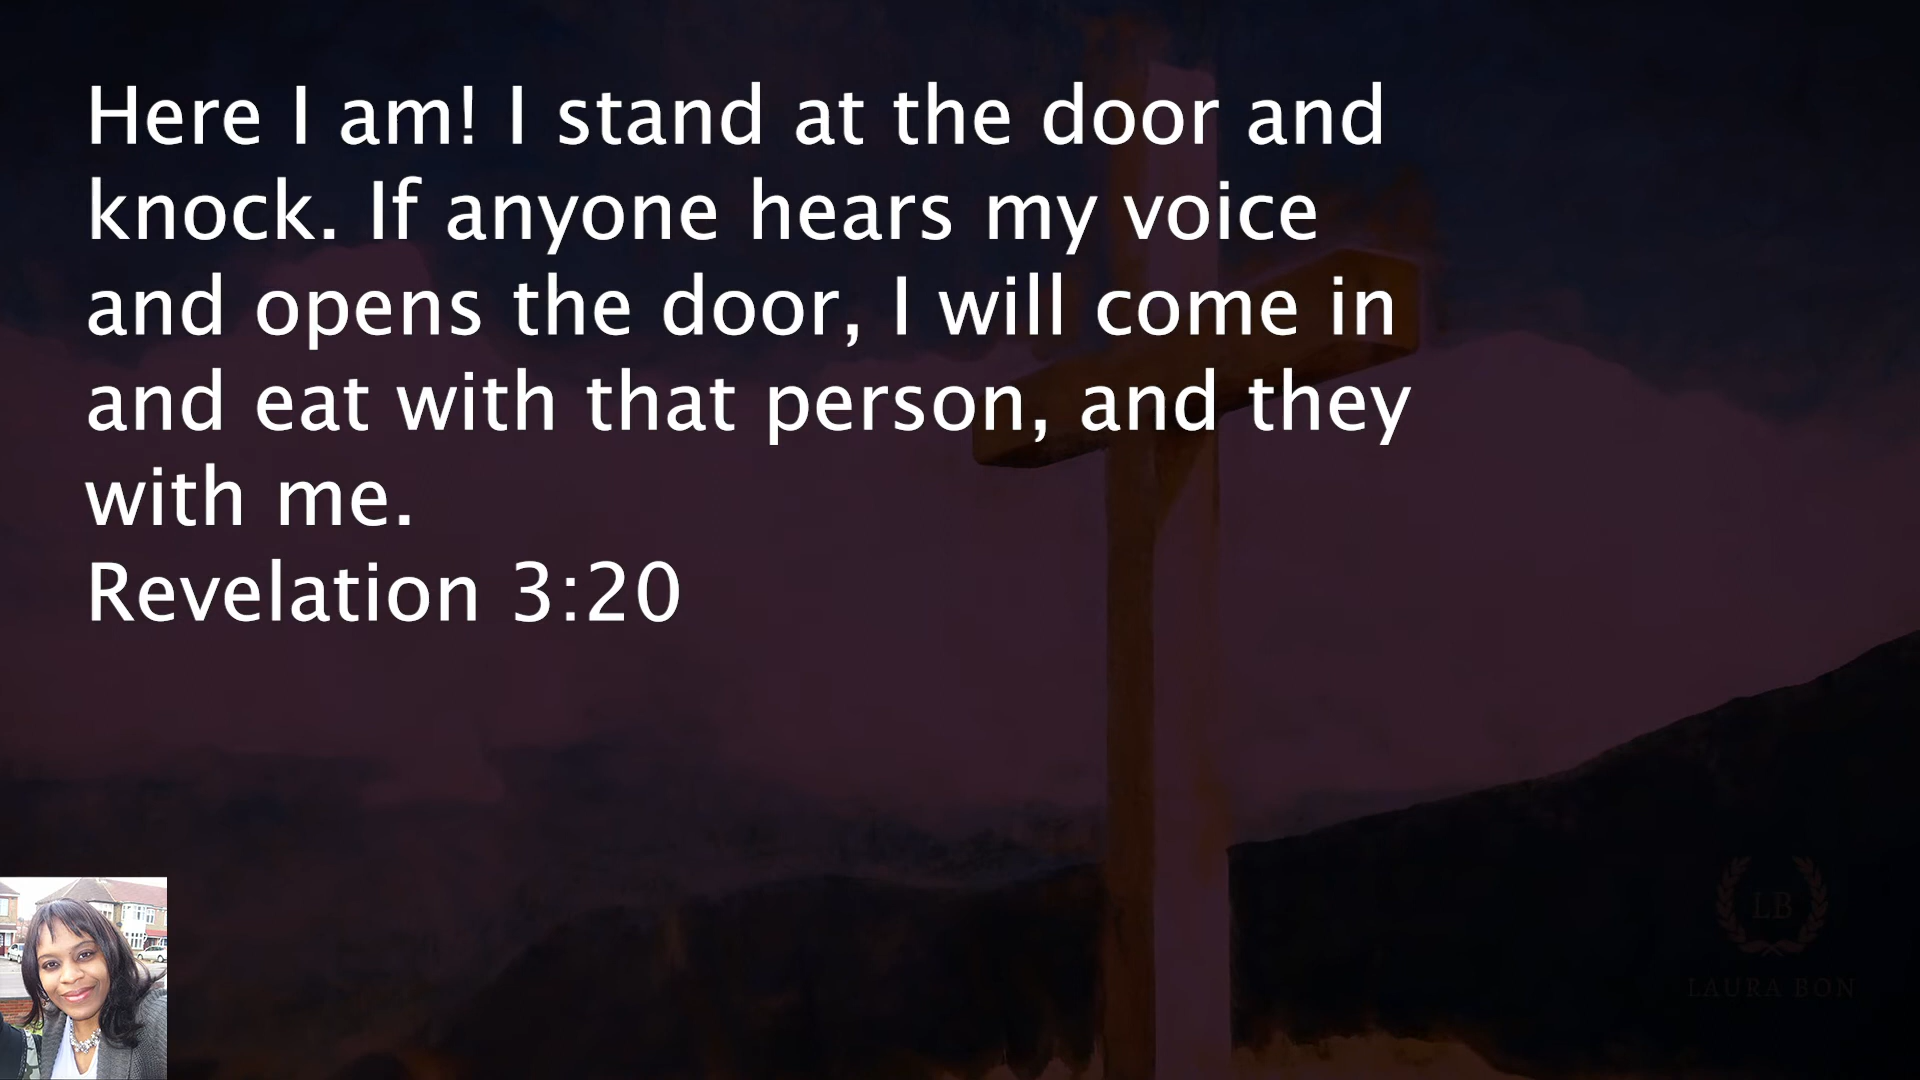 Here I am! I stand at the door and
knock. If anyone hears my voice
and opens the door, I will come in
and eat with that person, and they
with me.
Revelation 3:20
LB
LAURA BON